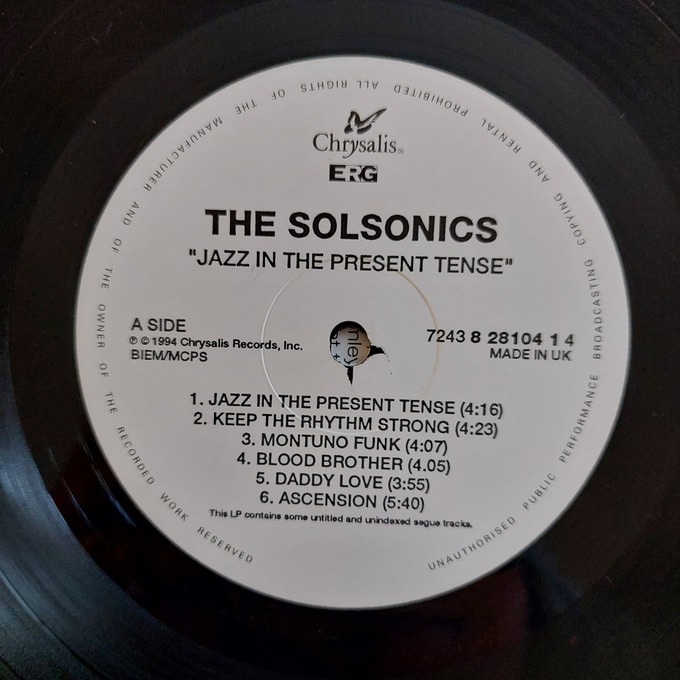 Chrysalis®
ERG
THE SOLSONICS
"JAZZ IN THE PRESENT TENSE"
A SIDE
℗ © 1994 Chrysalis Records, Inc.
BIEM/MCPS
7243 8 28104 1 4
MADE IN UK
1. JAZZ IN THE PRESENT TENSE (4:16)
2. KEEP THE RHYTHM STRONG (4:23)
3. MONTUNO FUNK (4:07)
4. BLOOD BROTHER (4.05)
5. DADDY LOVE (3:55)
6. ASCENSION (5:40)
This LP contains some untitled and unindexed segue tracks.
ALL RIGHTS OF THE MANUFACTURER AND OF THE OWNER OF THE RECORDED WORK RESERVED
UNAUTHORISED PUBLIC PERFORMANCE BROADCASTING COPYING AND RENTAL PROHIBITED